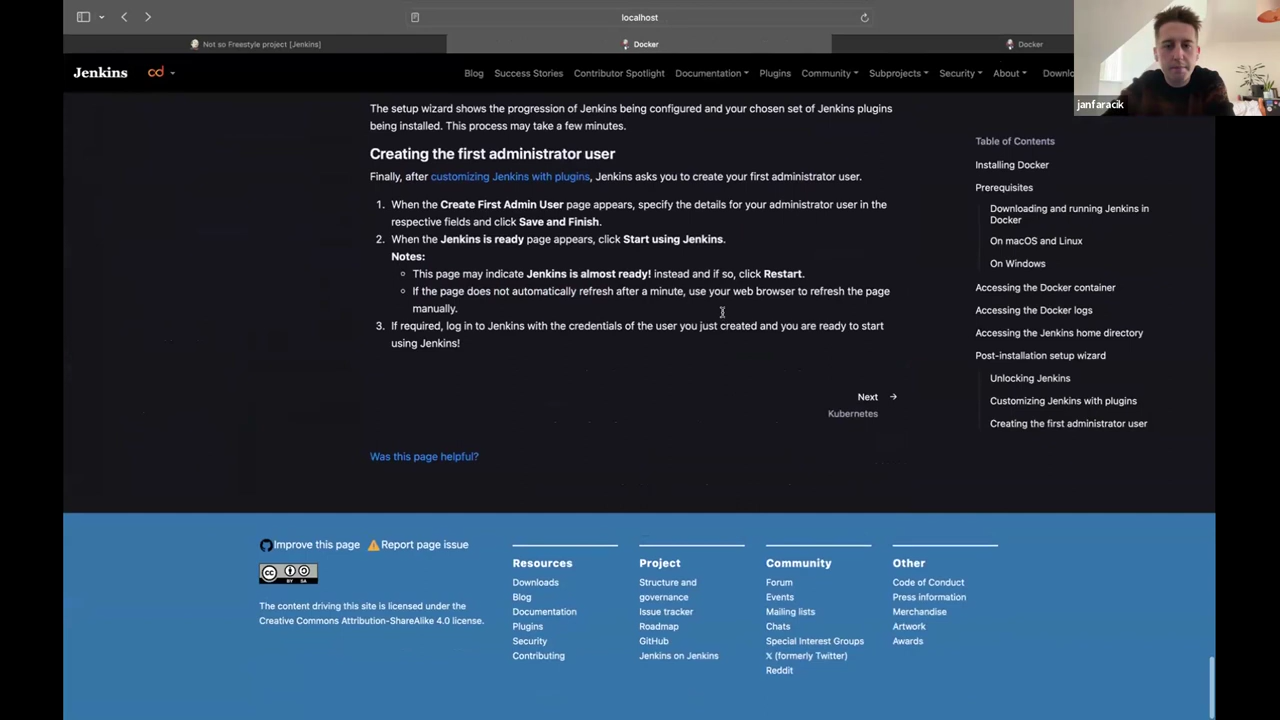 localhost
Not so Freestyle project [Jenkins]
Docker
Docker
Jenkins
cd
Blog
Success Stories
Contributor Spotlight
Documentation
Plugins
Community
Subprojects
Security
About
Downlo
janfaracik
The setup wizard shows the progression of Jenkins being configured and your chosen set of Jenkins plugins
being installed. This process may take a few minutes.
Creating the first administrator user
Finally, after customizing Jenkins with plugins, Jenkins asks you to create your first administrator user.
1. When the Create First Admin User page appears, specify the details for your administrator user in the
respective fields and click Save and Finish.
2. When the Jenkins is ready page appears, click Start using Jenkins.
Notes:
This page may indicate Jenkins is almost ready! instead and if so, click Restart.
If the page does not automatically refresh after a minute, use your web browser to refresh the page
manually.
3. If required, log in to Jenkins with the credentials of the user you just created and you are ready to start
using Jenkins!
Next →
Kubernetes
Was this page helpful?
Table of Contents
Installing Docker
Prerequisites
Downloading and running Jenkins in
Docker
On macOS and Linux
On Windows
Accessing the Docker container
Accessing the Docker logs
Accessing the Jenkins home directory
Post-installation setup wizard
Unlocking Jenkins
Customizing Jenkins with plugins
Creating the first administrator user
Improve this page
Report page issue
CC BY SA
The content driving this site is licensed under the
Creative Commons Attribution-ShareAlike 4.0 license.
Resources
Downloads
Blog
Documentation
Plugins
Security
Contributing
Project
Structure and
governance
Issue tracker
Roadmap
GitHub
Jenkins on Jenkins
Community
Forum
Events
Mailing lists
Chats
Special Interest Groups
X (formerly Twitter)
Reddit
Other
Code of Conduct
Press information
Merchandise
Artwork
Awards